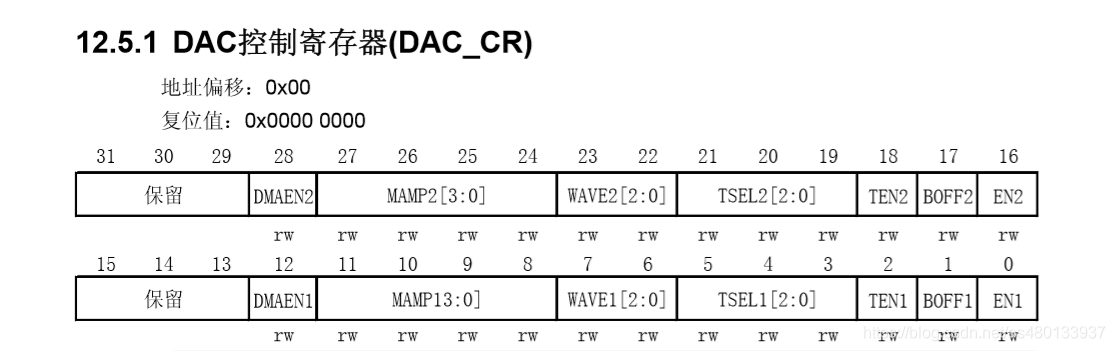 12.5.1 DAC控制寄存器(DAC_CR)
地址偏移：0x00
复位值：0x0000 0000
31 30 29 28 27 26 25 24 23 22 21 20 19 18 17 16
保留 DMAEN2 MAMP2[3:0] WAVE2[2:0] TSEL2[2:0] TEN2 BOFF2 EN2
rw rw rw rw rw rw rw rw rw rw rw rw rw
15 14 13 12 11 10 9 8 7 6 5 4 3 2 1 0
保留 DMAEN1 MAMP13:0] WAVE1[2:0] TSEL1[2:0] TEN1 BOFF1 EN1
rw rw rw rw rw rw rw rw rw rw rw rw rw